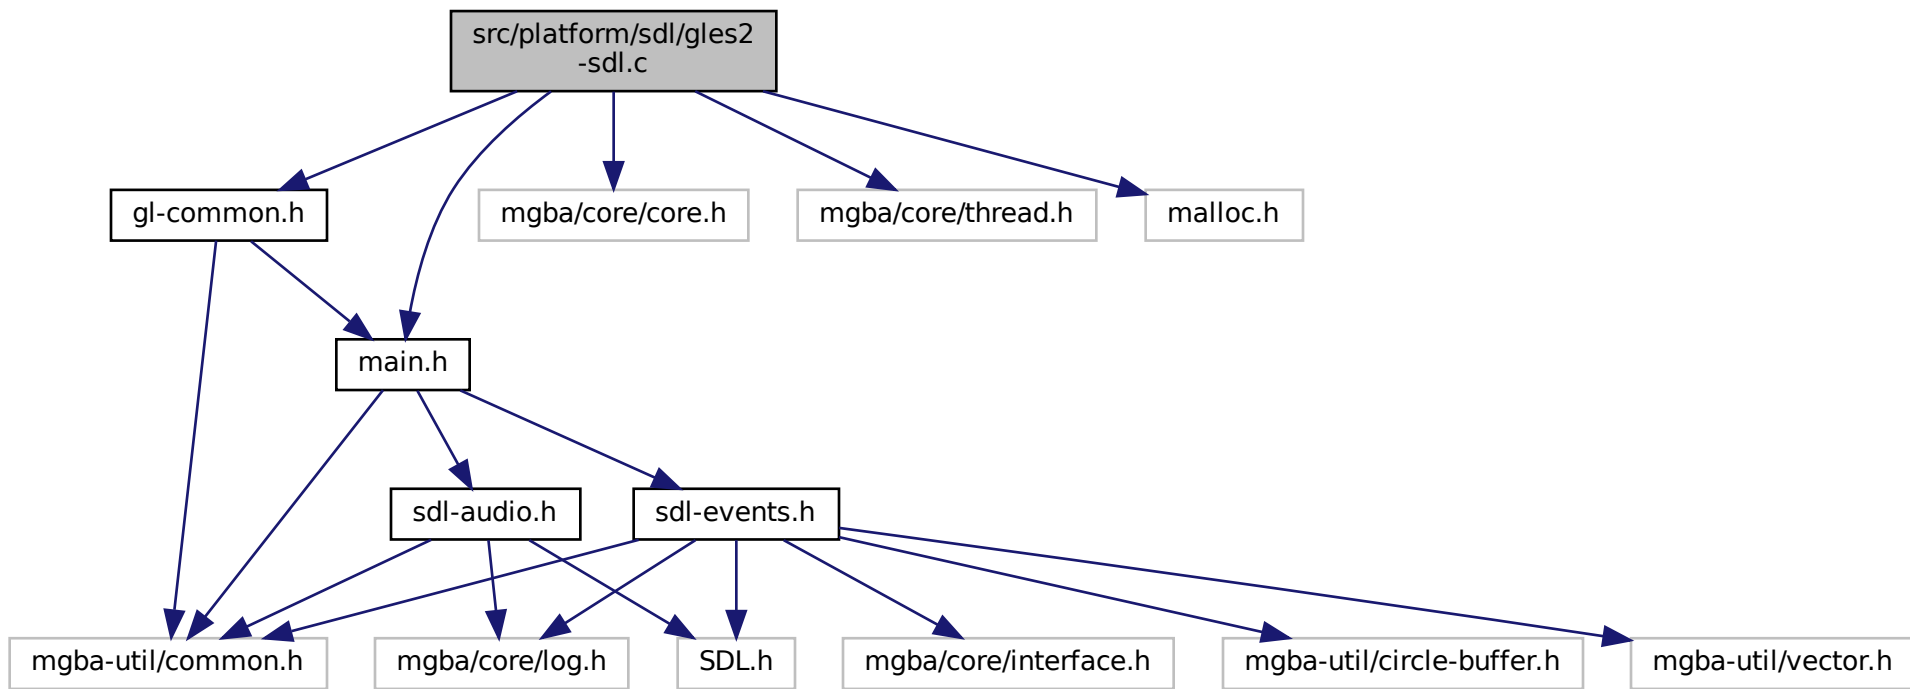 src/platform/sdl/gles2
-sdl.c
gl-common.h
mgba/core/core.h
mgba/core/thread.h
malloc.h
main.h
sdl-audio.h
sdl-events.h
mgba-util/common.h
mgba/core/log.h
SDL.h
mgba/core/interface.h
mgba-util/circle-buffer.h
mgba-util/vector.h